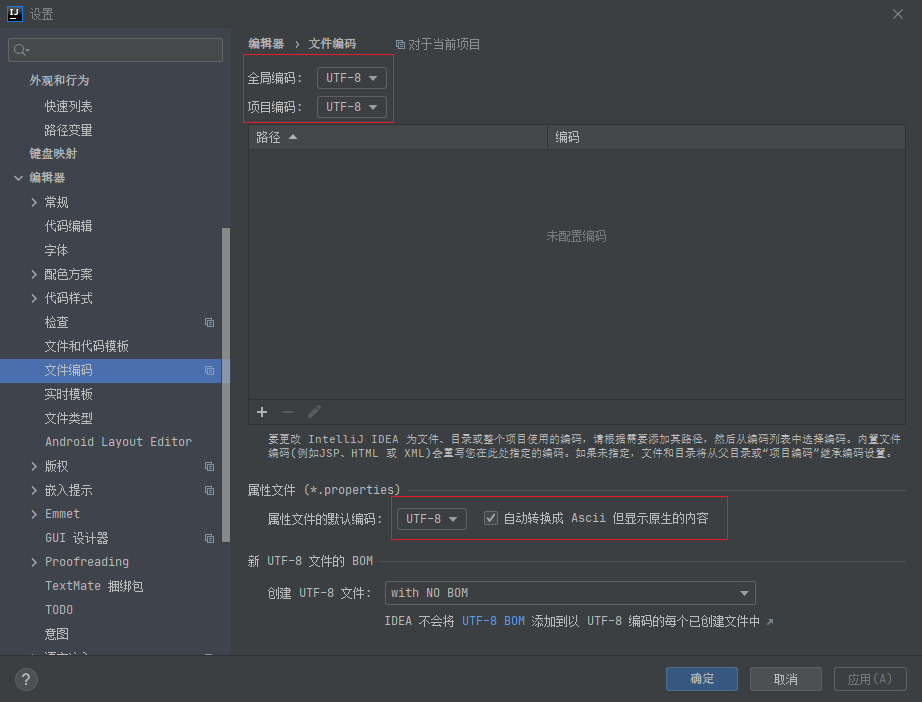 IJ 设置
编辑器 › 文件编码 对于当前项目
外观和行为
快速列表
路径变量
键盘映射
编辑器
常规
代码编辑
字体
配色方案
代码样式
检查
文件和代码模板
文件编码
实时模板
文件类型
Android Layout Editor
版权
嵌入提示
Emmet
GUI 设计器
Proofreading
TextMate 捆绑包
TODO
意图
全局编码: UTF-8
项目编码: UTF-8
路径 编码
未配置编码
要更改 IntelliJ IDEA 为文件、目录或整个项目使用的编码，请根据需要添加其路径，然后从编码列表中选择编码。内置文件
编码(例如JSP、HTML 或 XML)会重写您在此处指定的编码。如果未指定，文件和目录将从父目录或“项目编码”继承编码设置。
属性文件 (*.properties)
属性文件的默认编码: UTF-8 自动转换成 Ascii 但显示原生的内容
新 UTF-8 文件的 BOM
创建 UTF-8 文件: with NO BOM
IDEA 不会将 UTF-8 BOM 添加到以 UTF-8 编码的每个已创建文件中 ↗
? 确定 取消 应用(A)